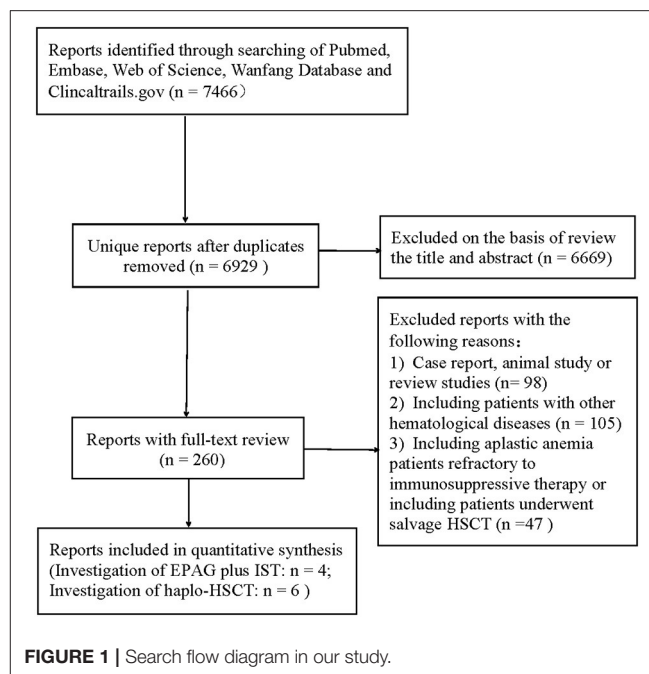 Reports identified through searching of Pubmed,
Embase, Web of Science, Wanfang Database and
Clincaltrails.gov (n = 7466）
Unique reports after duplicates
removed (n = 6929 )
Excluded on the basis of review
the title and abstract (n = 6669)
Excluded reports with the
following reasons：
1) Case report, animal study or
review studies (n= 98)
2) Including patients with other
hematological diseases (n = 105)
3) Including aplastic anemia
patients refractory to
immunosuppressive therapy or
including patients underwent
salvage HSCT (n =47 )
Reports with full-text review
(n = 260)
Reports included in quantitative synthesis
(Investigation of EPAG plus IST: n = 4;
Investigation of haplo-HSCT: n = 6 )
FIGURE 1 | Search flow diagram in our study.